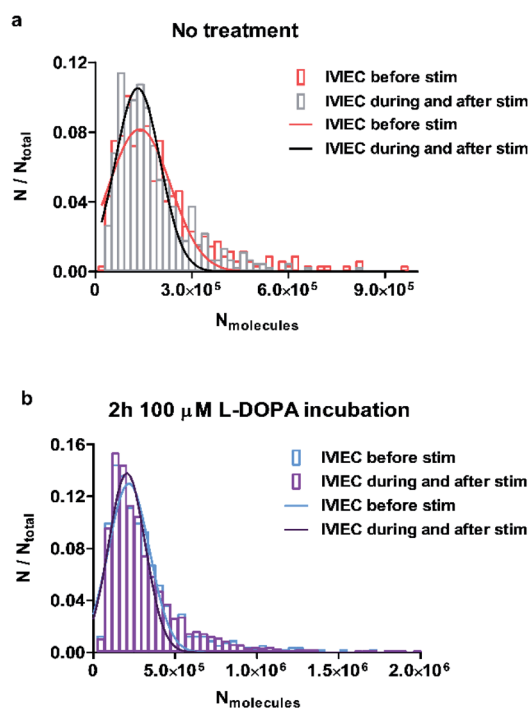 a
No treatment
N / Ntotal
0.12
0.08
0.04
0.00
0
3.0×10⁵
6.0×10⁵
9.0×10⁵
Nmolecules
IVIEC before stim
IVIEC during and after stim
IVIEC before stim
IVIEC during and after stim
b
2h 100 μM L-DOPA incubation
N / Ntotal
0.16
0.12
0.08
0.04
0.00
0
5.0×10⁵
1.0×10⁶
1.5×10⁶
2.0×10⁶
Nmolecules
IVIEC before stim
IVIEC during and after stim
IVIEC before stim
IVIEC during and after stim